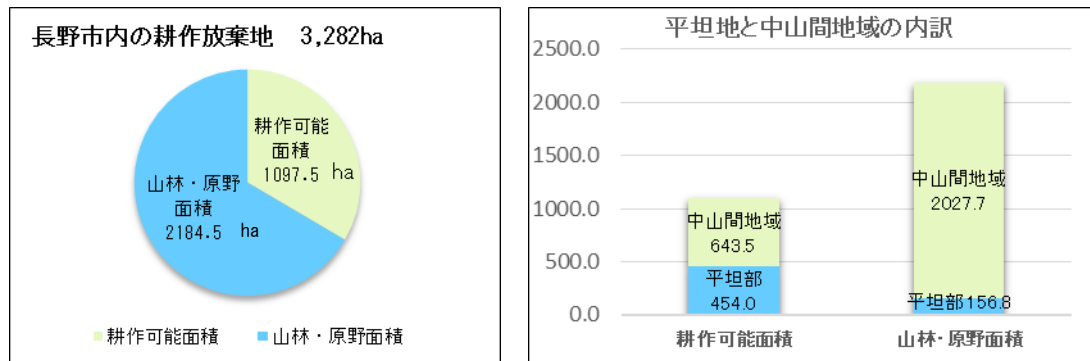 長野市内の耕作放棄地　3,282ha
耕作可能
面積
1097.5 ha
山林・原野
面積
2184.5 ha
耕作可能面積 山林・原野面積
平坦地と中山間地域の内訳
2500.0
2000.0
1500.0
1000.0
500.0
0.0
中山間地域
643.5
平坦部
454.0
中山間地域
2027.7
平坦部156.8
耕作可能面積 山林・原野面積